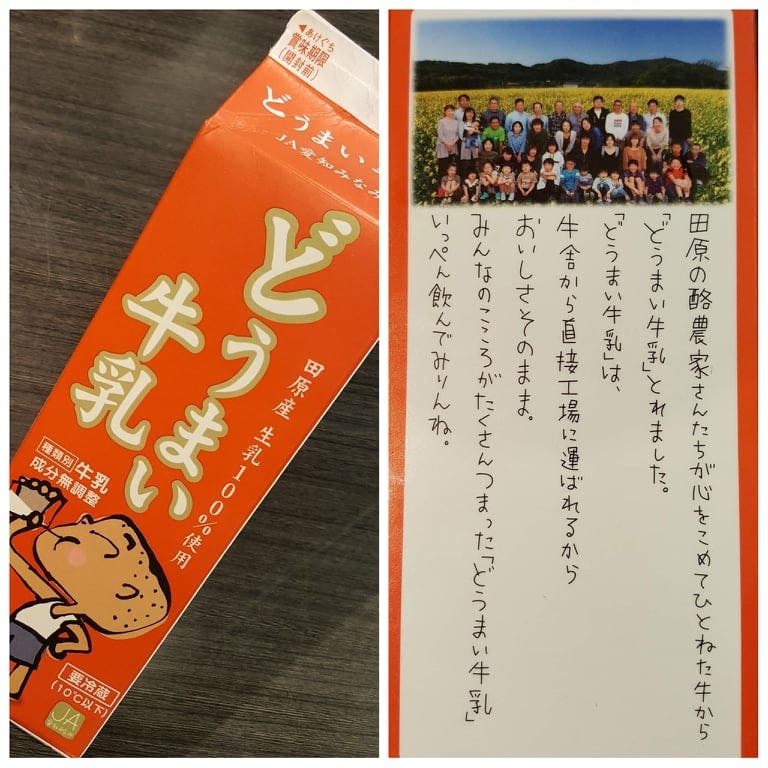 ◀あけぐち
賞味期限
(開封前)
どうまい
JA愛知みなみ
どうまい
牛乳
田原産 生乳100%使用
種類別 牛乳
成分無調整
要冷蔵
(10℃以下)
JA
田原の酪農家さんたちが心をこめてひとねた牛から
「どうまい牛乳」とれました。
「どうまい牛乳」は、
牛舎から直接工場に運ばれるから
おいしさそのまま。
みんなのこころがたくさんつまった「どうまい牛乳」
いっぺん飲んでみりんね。